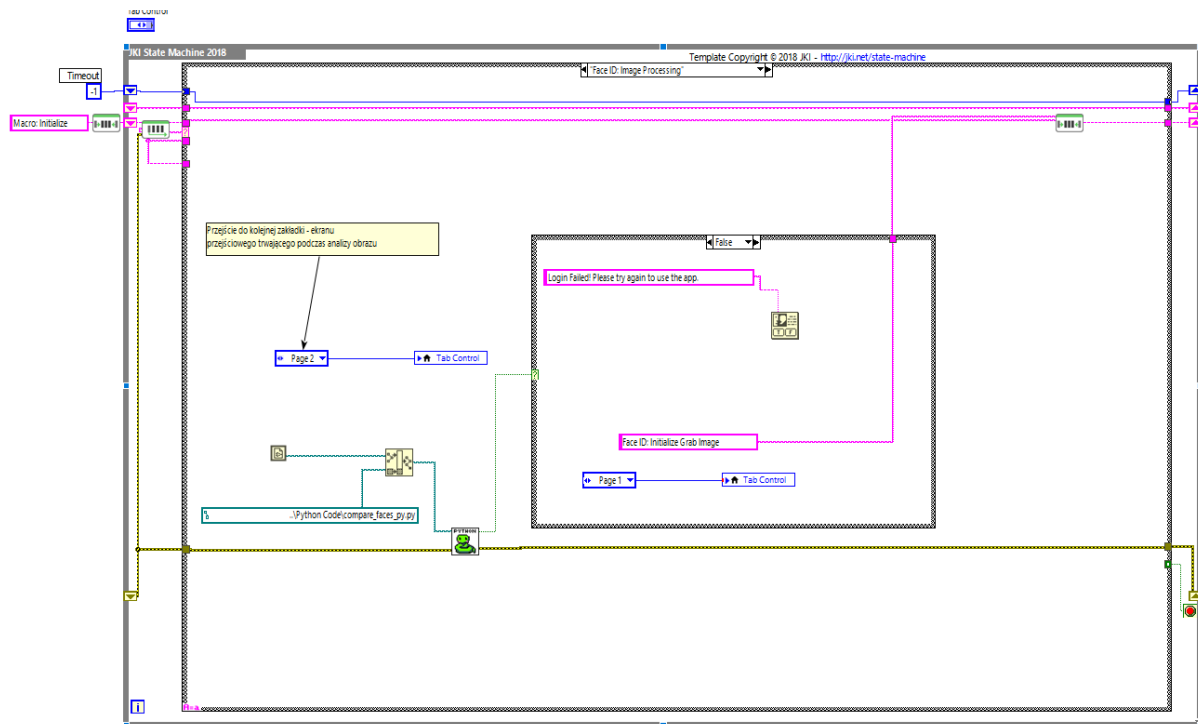 Tab Control
JKI State Machine 2018
Template Copyright © 2018 JKI - http://jki.net/state-machine
"Face ID: Image Processing"
Timeout
-1
Macro: Initialize
Przejście do kolejnej zakładki - ekranu
przejściowego trwającego podczas analizy obrazu
False
Login Failed! Please try again to use the app.
Page 2
Tab Control
Face ID: Initialize Grab Image
Page 1
Tab Control
..\Python Code\compare_faces_py.py
PYTHON
i